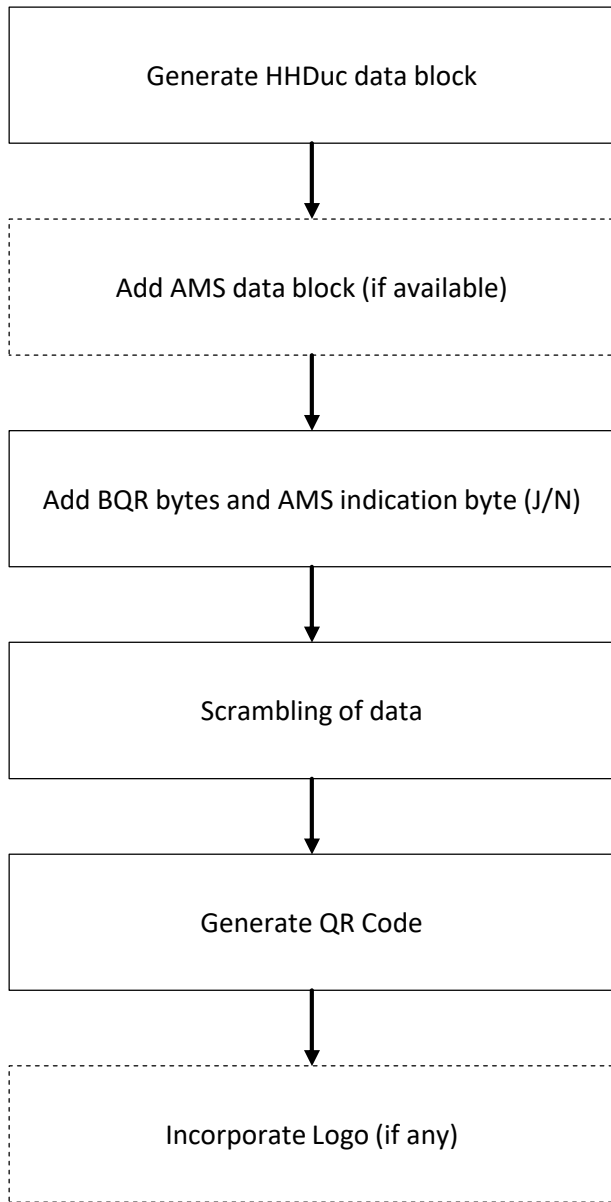 Generate HHDuc data block
Add AMS data block (if available)
Add BQR bytes and AMS indication byte (J/N)
Scrambling of data
Generate QR Code
Incorporate Logo (if any)